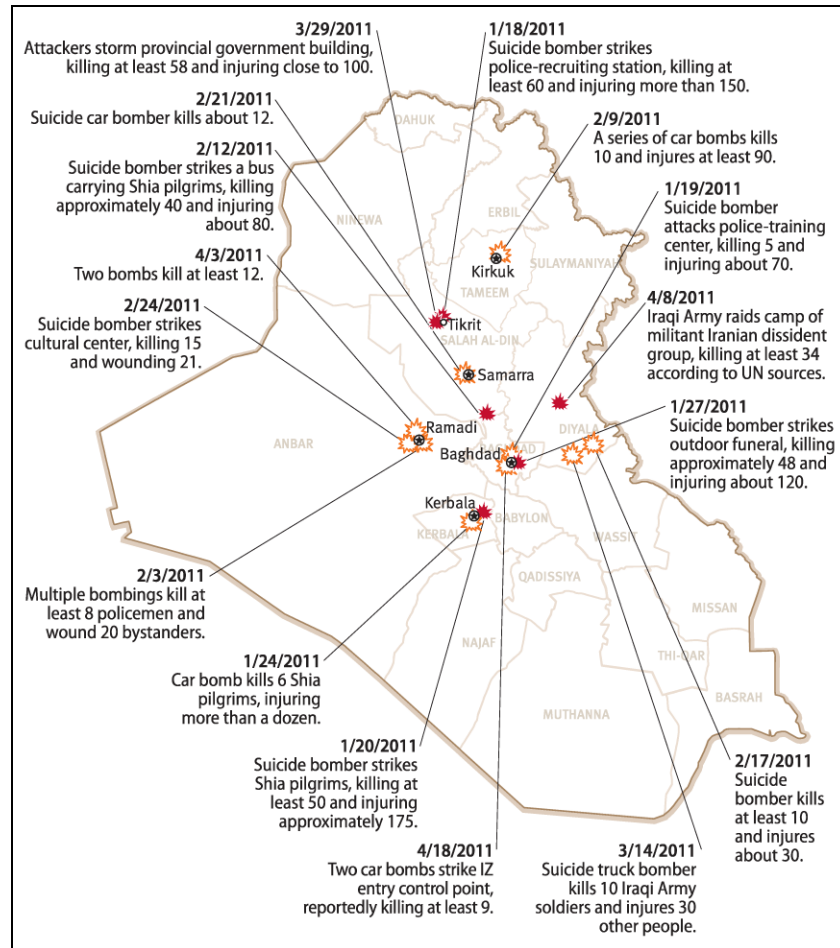 3/29/2011
Attackers storm provincial government building,
killing at least 58 and injuring close to 100.
1/18/2011
Suicide bomber strikes
police-recruiting station, killing at
least 60 and injuring more than 150.
2/21/2011
Suicide car bomber kills about 12.
2/9/2011
A series of car bombs kills
10 and injures at least 90.
2/12/2011
Suicide bomber strikes a bus
carrying Shia pilgrims, killing
approximately 40 and injuring
about 80.
1/19/2011
Suicide bomber
attacks police-training
center, killing 5 and
injuring about 70.
4/3/2011
Two bombs kill at least 12.
2/24/2011
Suicide bomber strikes
cultural center, killing 15
and wounding 21.
4/8/2011
Iraqi Army raids camp of
militant Iranian dissident
group, killing at least 34
according to UN sources.
1/27/2011
Suicide bomber strikes
outdoor funeral, killing
approximately 48 and
injuring about 120.
DAHUK
NINEWA
ERBIL
SULAYMANIYAH
Kirkuk
TAMEEM
Tikrit
SALAH AL-DIN
Samarra
DIYALA
ANBAR
Ramadi
BAGHDAD
Baghdad
Kerbala
BABYLON
KERBALA
WASSIT
QADISSIYA
MISSAN
NAJAF
THI-QAR
BASRAH
MUTHANNA
2/3/2011
Multiple bombings kill at
least 8 policemen and
wound 20 bystanders.
1/24/2011
Car bomb kills 6 Shia
pilgrims, injuring
more than a dozen.
1/20/2011
Suicide bomber strikes
Shia pilgrims, killing at
least 50 and injuring
approximately 175.
4/18/2011
Two car bombs strike IZ
entry control point,
reportedly killing at least 9.
3/14/2011
Suicide truck bomber
kills 10 Iraqi Army
soldiers and injures 30
other people.
2/17/2011
Suicide
bomber kills
at least 10
and injures
about 30.